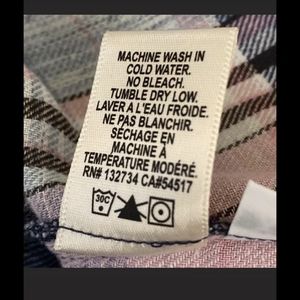 MACHINE WASH IN
COLD WATER.
NO BLEACH.
TUMBLE DRY LOW.
LAVER A L'EAU FROIDE.
NE PAS BLANCHIR.
SÉCHAGE EN
MACHINE À
TEMPÉRATURE MODÉRÉ.
RN# 132734 CA#54517
30C